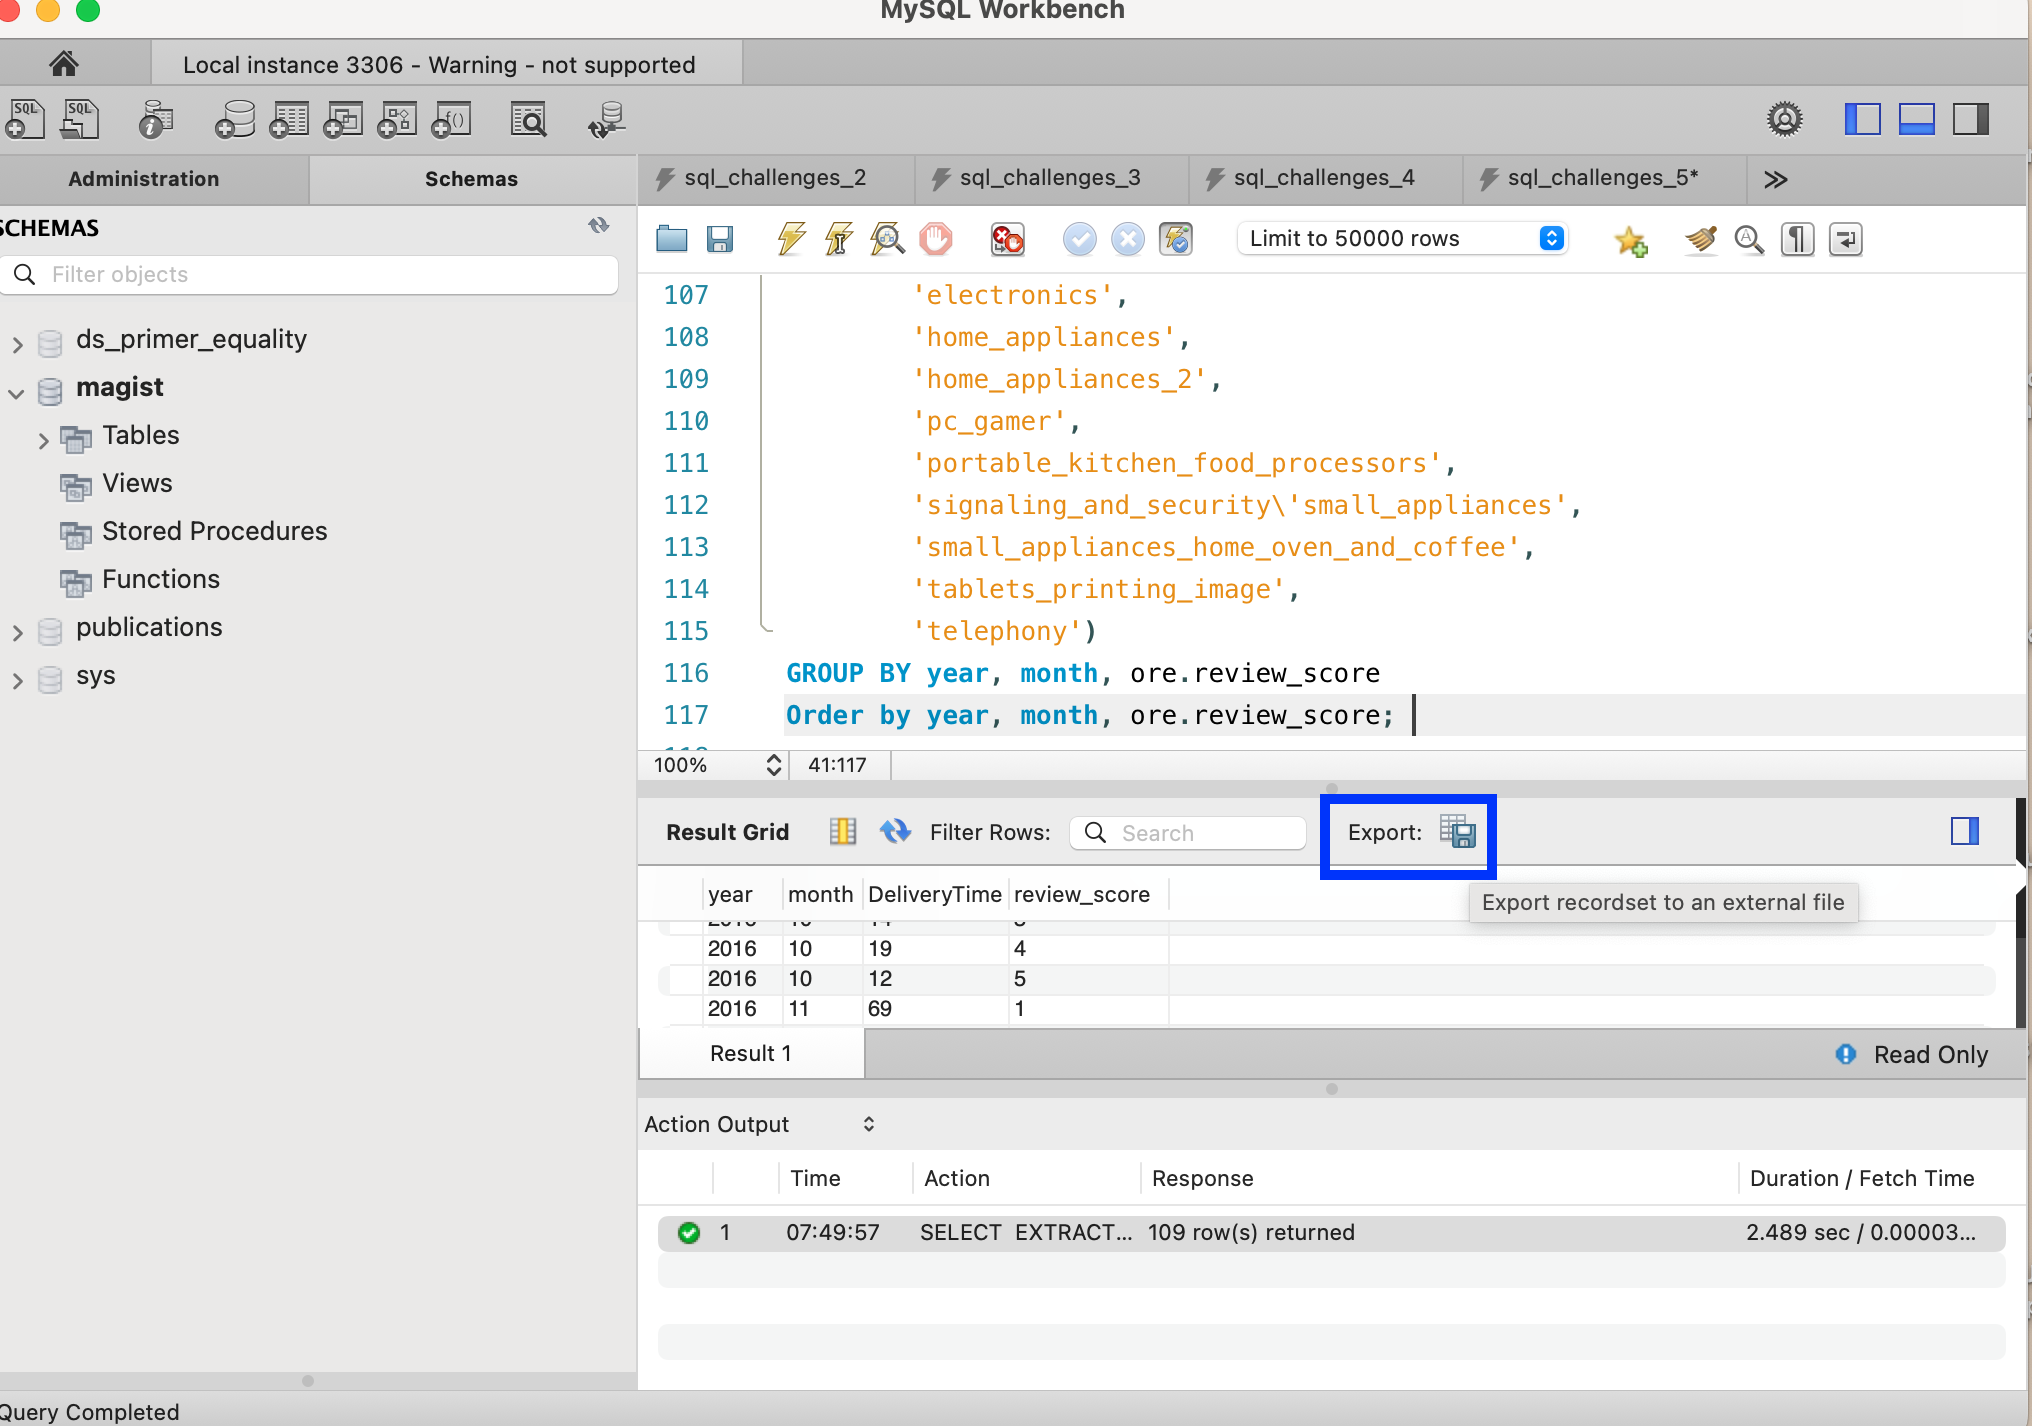 MySQL Workbench
Local instance 3306 - Warning - not supported
SQL
SQL
Administration
Schemas
sql_challenges_2
sql_challenges_3
sql_challenges_4
sql_challenges_5*
SCHEMAS
Filter objects
ds_primer_equality
magist
Tables
Views
Stored Procedures
Functions
publications
sys
Limit to 50000 rows
107 'electronics',
108 'home_appliances',
109 'home_appliances_2',
110 'pc_gamer',
111 'portable_kitchen_food_processors',
112 'signaling_and_security\'small_appliances',
113 'small_appliances_home_oven_and_coffee',
114 'tablets_printing_image',
115 'telephony')
116 GROUP BY year, month, ore.review_score
117 Order by year, month, ore.review_score;
100%
41:117
Result Grid
Filter Rows:
Search
Export:
Export recordset to an external file
year month DeliveryTime review_score
2016 10 19 4
2016 10 12 5
2016 11 69 1
Result 1
Read Only
Action Output
Time Action Response Duration / Fetch Time
1 07:49:57 SELECT EXTRACT... 109 row(s) returned 2.489 sec / 0.00003...
Query Completed